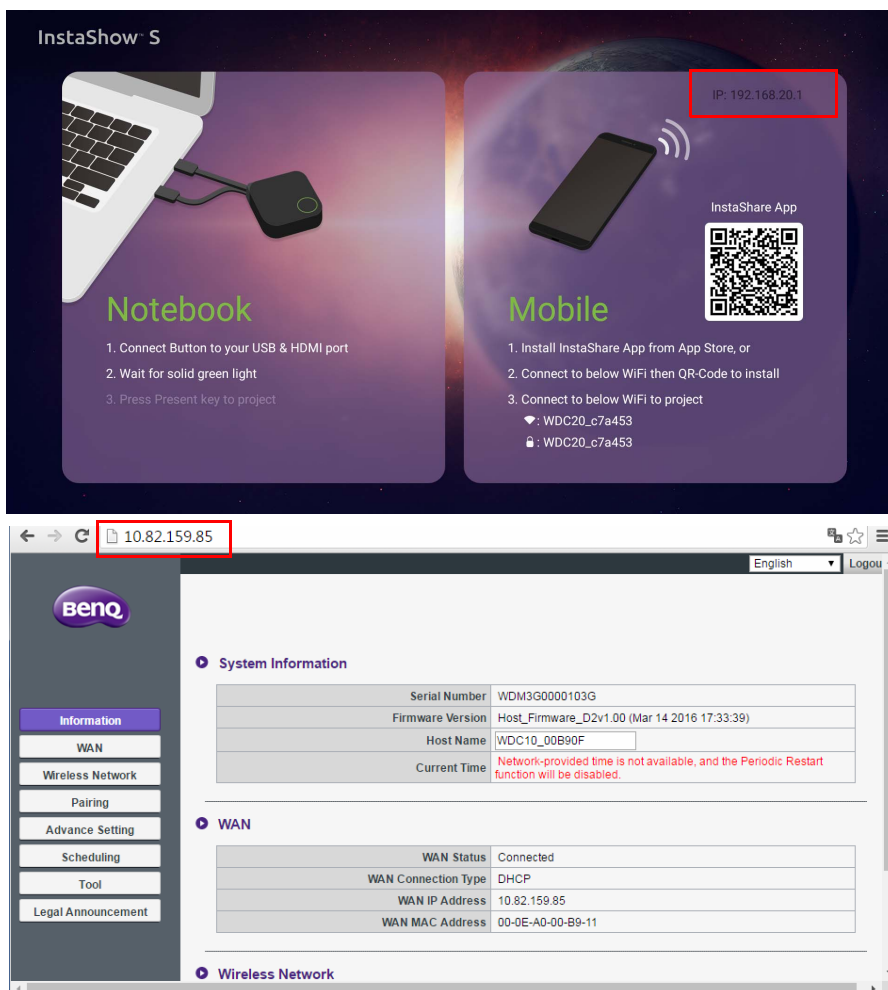 InstaShow™ S
IP: 192.168.20.1
InstaShare App
Notebook
1. Connect Button to your USB & HDMI port
2. Wait for solid green light
3. Press Present key to project
Mobile
1. Install InstaShare App from App Store, or
2. Connect to below WiFi then QR-Code to install
3. Connect to below WiFi to project
: WDC20_c7a453
: WDC20_c7a453
10.82.159.85
English
Logou
BenQ
Information
WAN
Wireless Network
Pairing
Advance Setting
Scheduling
Tool
Legal Announcement
System Information
Serial Number WDM3G0000103G
Firmware Version Host_Firmware_D2v1.00 (Mar 14 2016 17:33:39)
Host Name WDC10_00B90F
Current Time Network-provided time is not available, and the Periodic Restart
function will be disabled.
WAN
WAN Status Connected
WAN Connection Type DHCP
WAN IP Address 10.82.159.85
WAN MAC Address 00-0E-A0-00-B9-11
Wireless Network